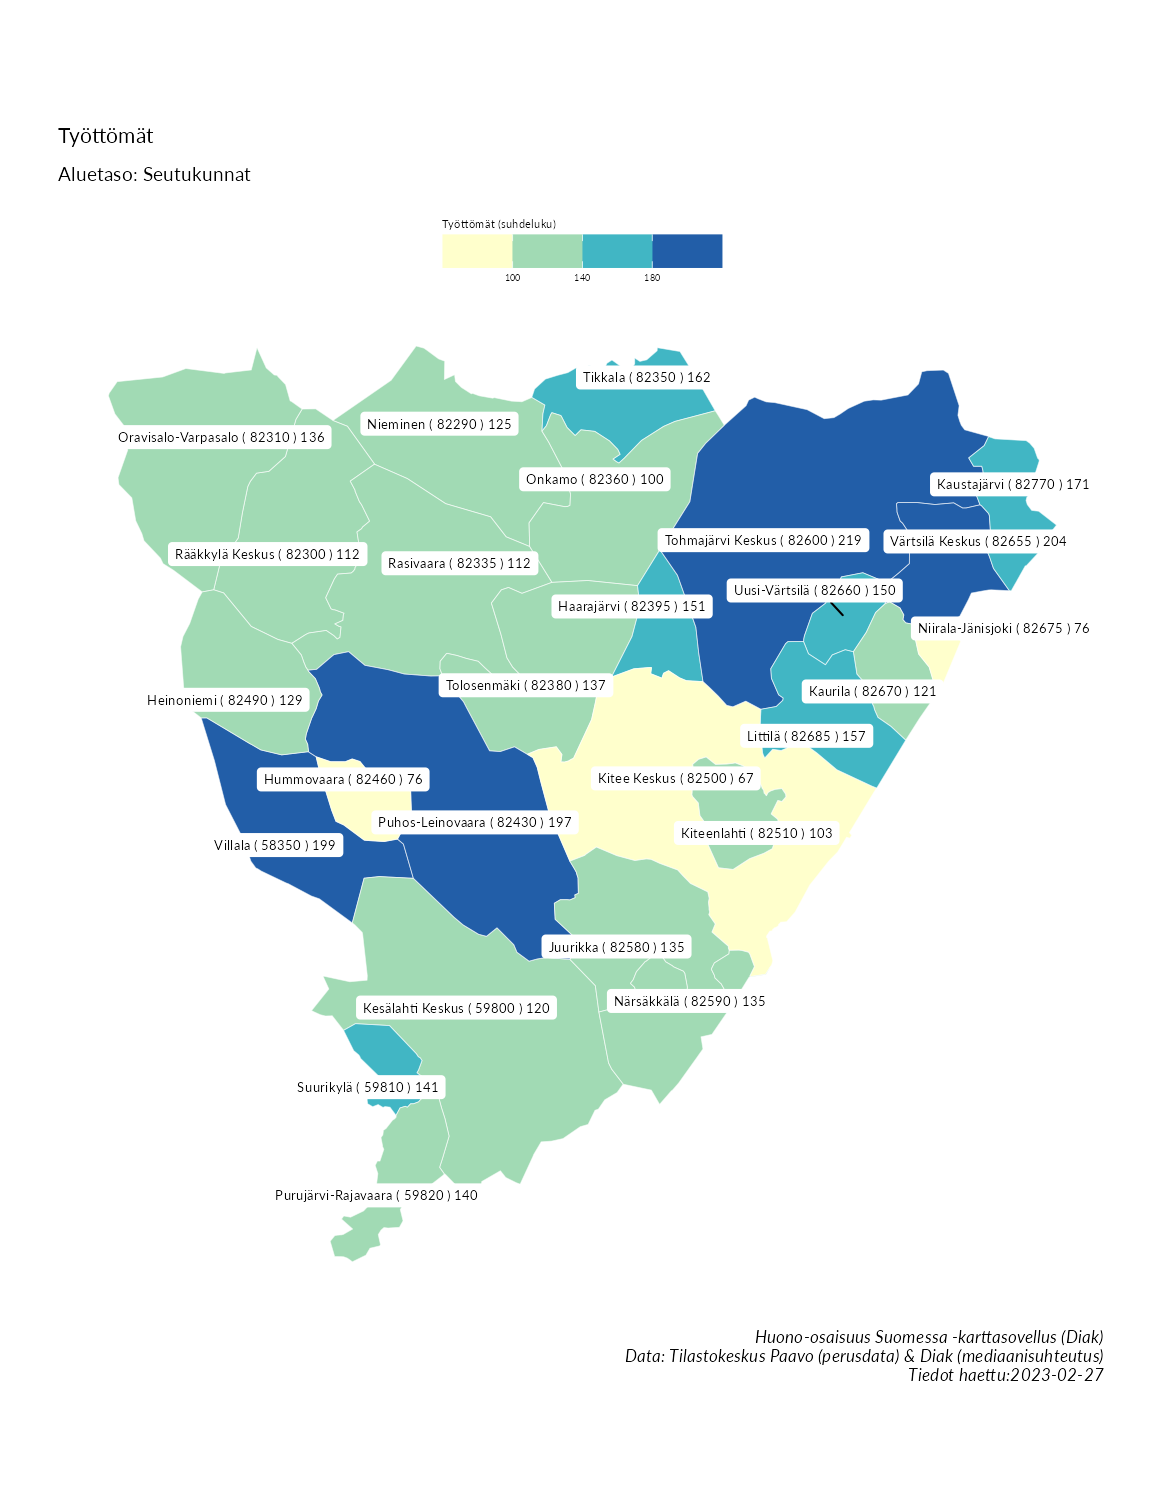 Työttömät
Aluetaso: Seutukunnat
Työttömät (suhdeluku)
100 140 180
Tikkala ( 82350 ) 162
Nieminen ( 82290 ) 125
Oravisalo-Varpasalo ( 82310 ) 136
Onkamo ( 82360 ) 100
Kaustajärvi ( 82770 ) 171
Tohmajärvi Keskus ( 82600 ) 219
Värtsilä Keskus ( 82655 ) 204
Rääkkylä Keskus ( 82300 ) 112
Rasivaara ( 82335 ) 112
Uusi-Värtsilä ( 82660 ) 150
Haarajärvi ( 82395 ) 151
Niirala-Jänisjoki ( 82675 ) 76
Tolosenmäki ( 82380 ) 137
Kaurila ( 82670 ) 121
Heinoniemi ( 82490 ) 129
Littilä ( 82685 ) 157
Hummovaara ( 82460 ) 76
Kitee Keskus ( 82500 ) 67
Puhos-Leinovaara ( 82430 ) 197
Kiteenlahti ( 82510 ) 103
Villala ( 58350 ) 199
Juurikka ( 82580 ) 135
Närsäkkälä ( 82590 ) 135
Kesälahti Keskus ( 59800 ) 120
Suurikylä ( 59810 ) 141
Purujärvi-Rajavaara ( 59820 ) 140
Huono-osaisuus Suomessa -karttasovellus (Diak)
Data: Tilastokeskus Paavo (perusdata) & Diak (mediaanisuhteutus)
Tiedot haettu:2023-02-27